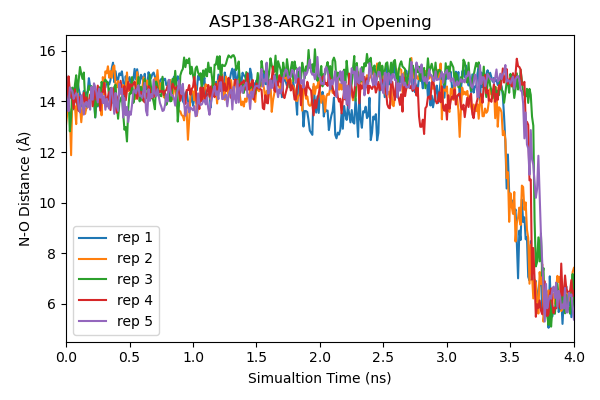 ASP138-ARG21 in Opening
N-O Distance (Å)
16
14
12
10
8
6
rep 1
rep 2
rep 3
rep 4
rep 5
0.0 0.5 1.0 1.5 2.0 2.5 3.0 3.5 4.0
Simualtion Time (ns)